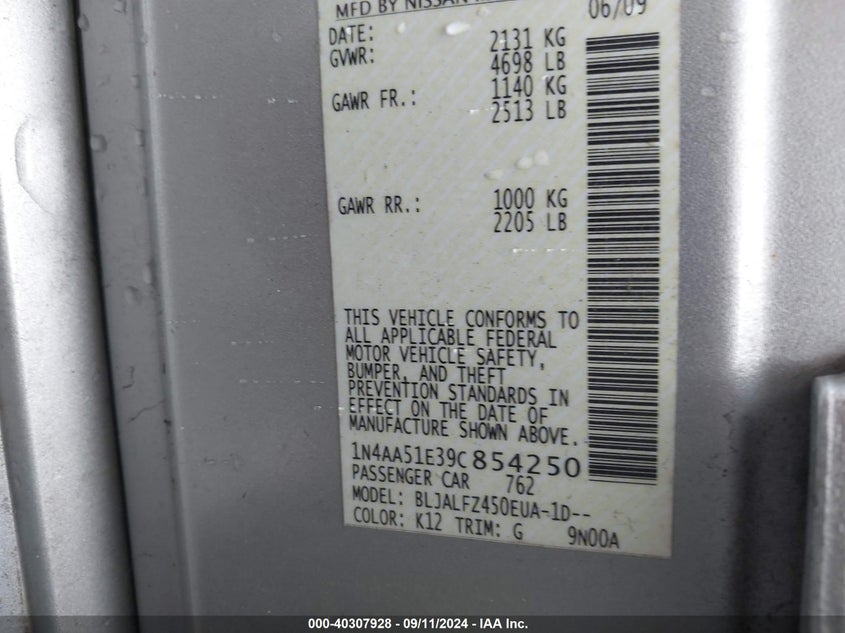 MFD BY NISSAN
DATE: 06/09
GVWR: 2131 KG
4698 LB
GAWR FR.: 1140 KG
2513 LB
GAWR RR.: 1000 KG
2205 LB
THIS VEHICLE CONFORMS TO
ALL APPLICABLE FEDERAL
MOTOR VEHICLE SAFETY,
BUMPER, AND THEFT
PREVENTION STANDARDS IN
EFFECT ON THE DATE OF
MANUFACTURE SHOWN ABOVE.
1N4AA51E39C854250
PASSENGER CAR 762
MODEL: BLJALFZ450EUA-1D--
COLOR: K12 TRIM: G 9N00A
000-40307928 - 09/11/2024 - IAA Inc.